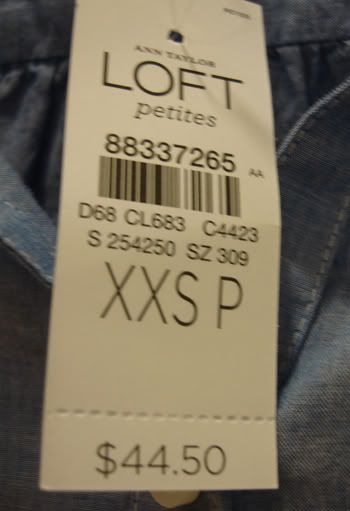 ANN TAYLOR
LOFT
petites
88337265
AA
D68 CL683 C4423
S 254250 SZ 309
XXS P
$44.50